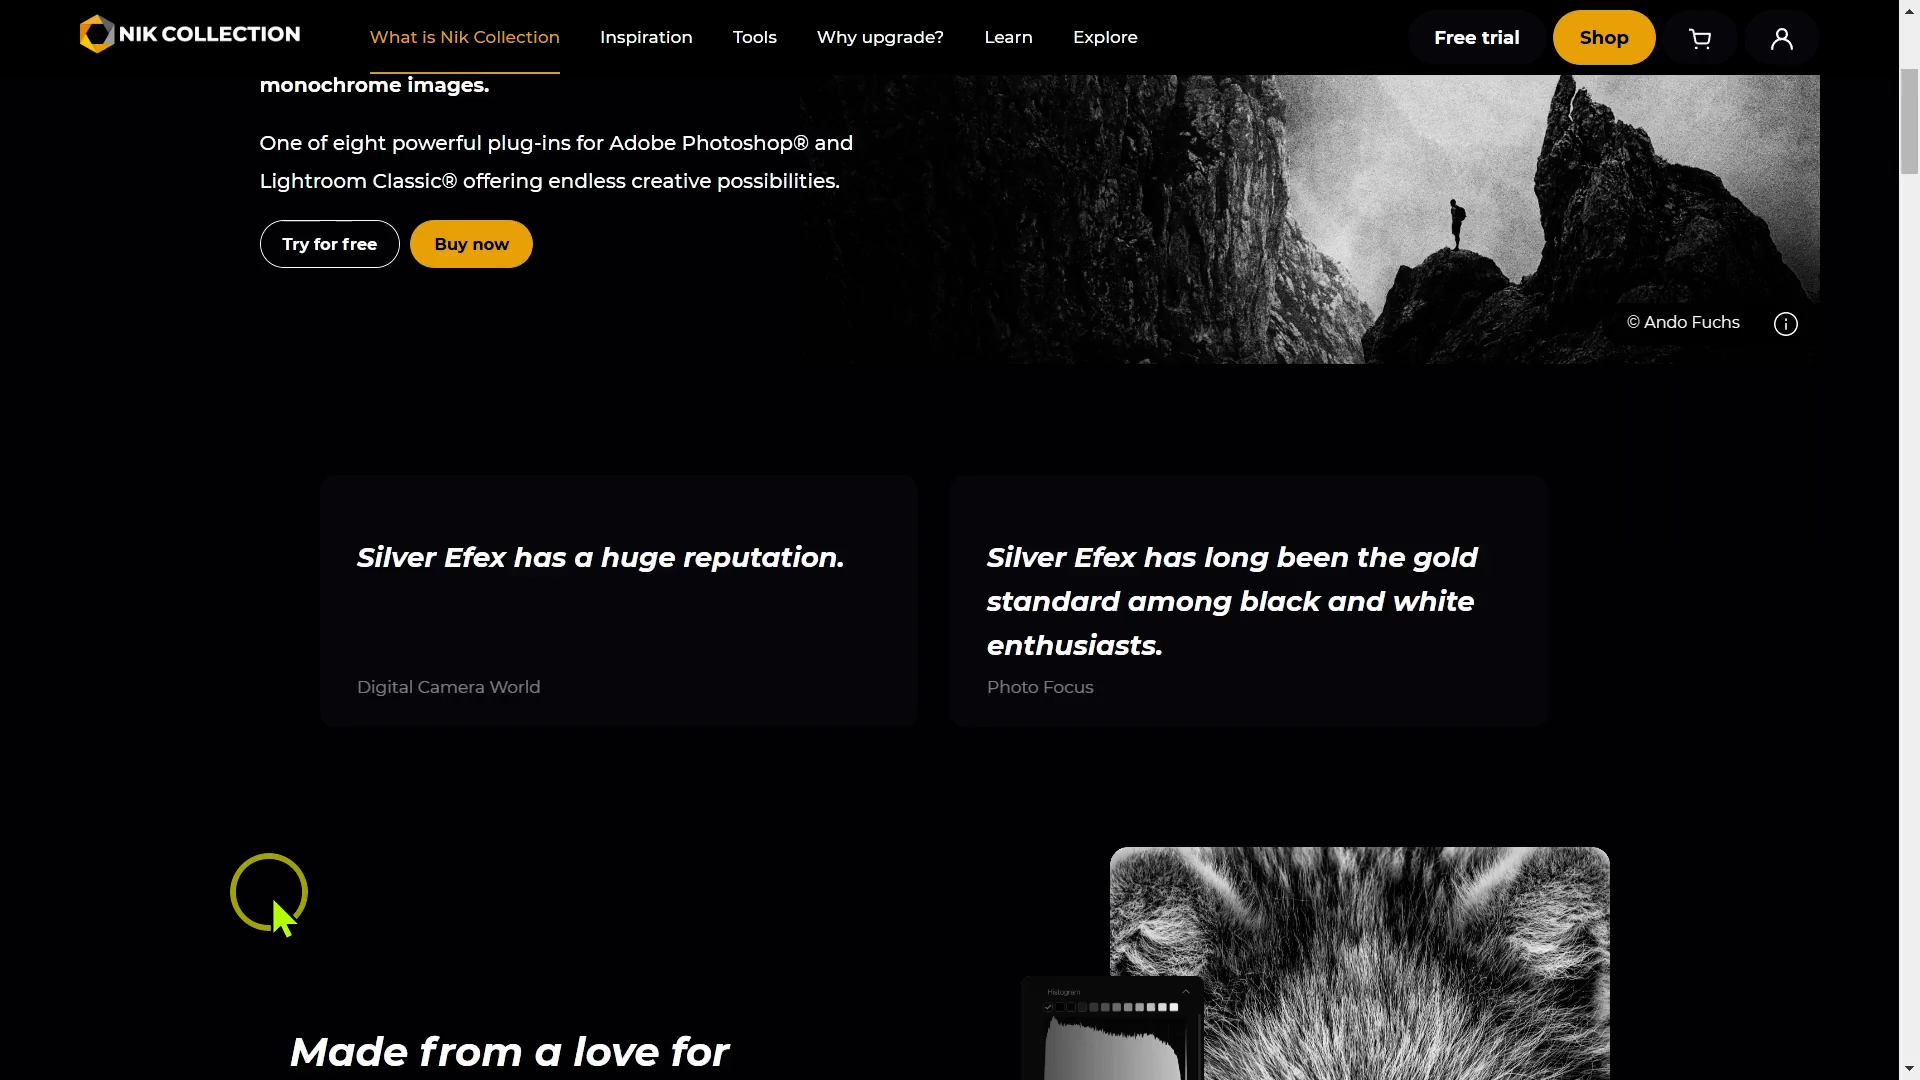 NIK COLLECTION
What is Nik Collection
Inspiration
Tools
Why upgrade?
Learn
Explore
Free trial
Shop
monochrome images.
One of eight powerful plug-ins for Adobe Photoshop® and
Lightroom Classic® offering endless creative possibilities.
Try for free
Buy now
© Ando Fuchs
Silver Efex has a huge reputation.
Digital Camera World
Silver Efex has long been the gold
standard among black and white
enthusiasts.
Photo Focus
Made from a love for
Histogram